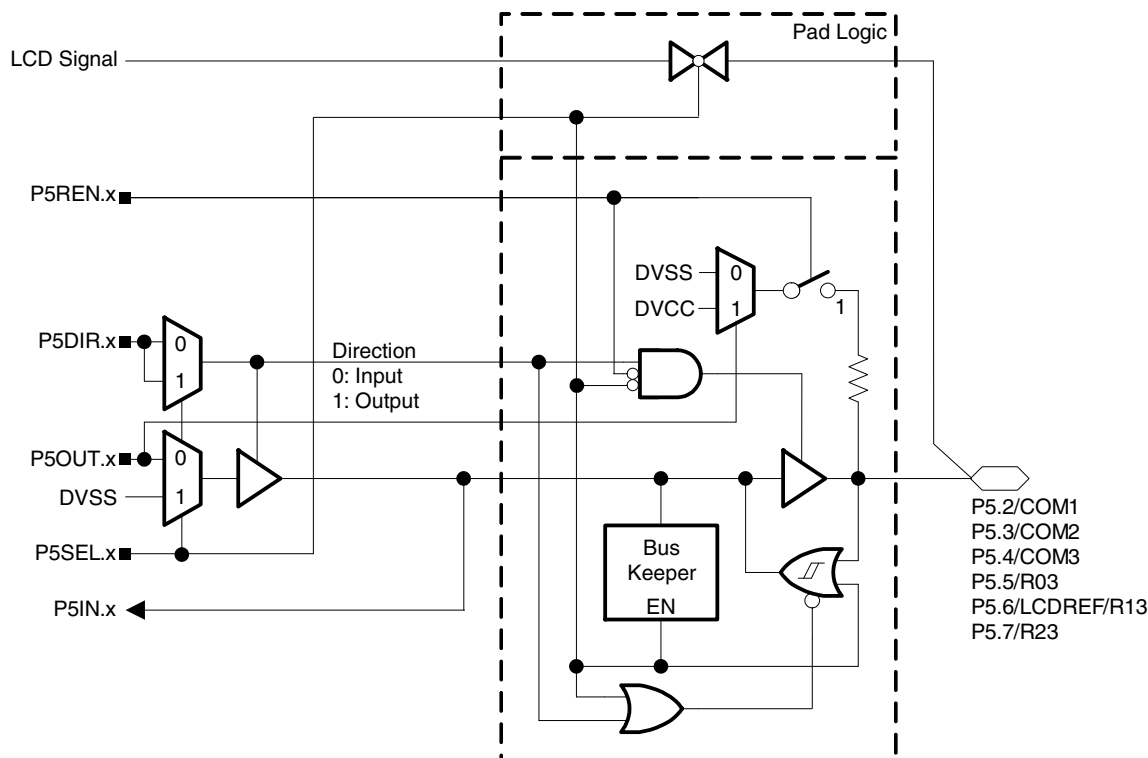 Pad Logic
LCD Signal
P5REN.x
DVSS
0
DVCC
1
1
P5DIR.x
0
1
Direction
0: Input
1: Output
P5OUT.x
0
DVSS
1
P5SEL.x
P5IN.x
Bus
Keeper
EN
P5.2/COM1
P5.3/COM2
P5.4/COM3
P5.5/R03
P5.6/LCDREF/R13
P5.7/R23